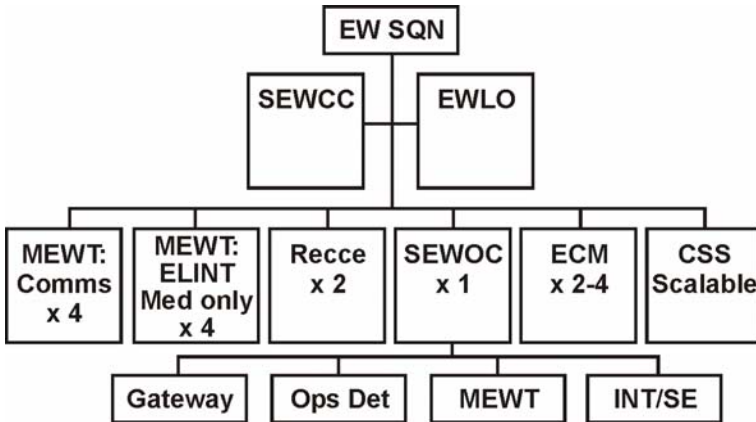 EW SQN
SEWCC
EWLO
MEWT:
Comms
x 4
MEWT:
ELINT
Med only
x 4
Recce
x 2
SEWOC
x 1
ECM
x 2-4
CSS
Scalable
Gateway
Ops Det
MEWT
INT/SE